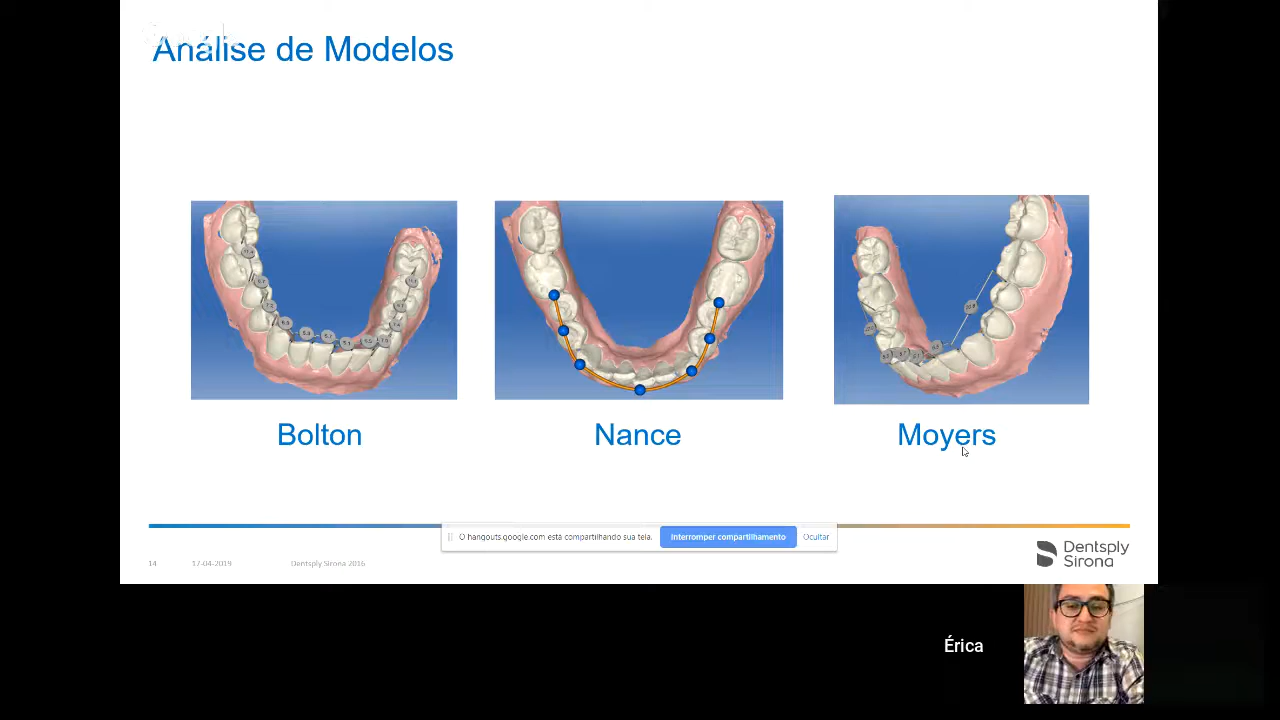 Análise de Modelos
Bolton
Nance
Moyers
O hangouts.google.com está compartilhando sua tela.
Interromper compartilhamento
Ocultar
14
17-04-2019
Dentsply Sirona 2016
Dentsply
Sirona
Érica